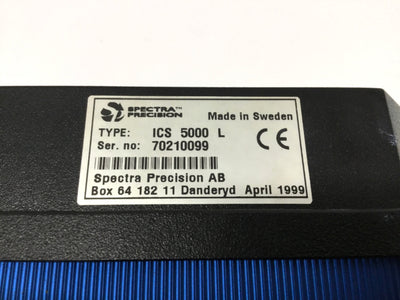 SPECTRA™
PRECISION
Made in Sweden
TYPE: ICS 5000 L
Ser. no: 70210099
CE
Spectra Precision AB
Box 64 182 11 Danderyd April 1999